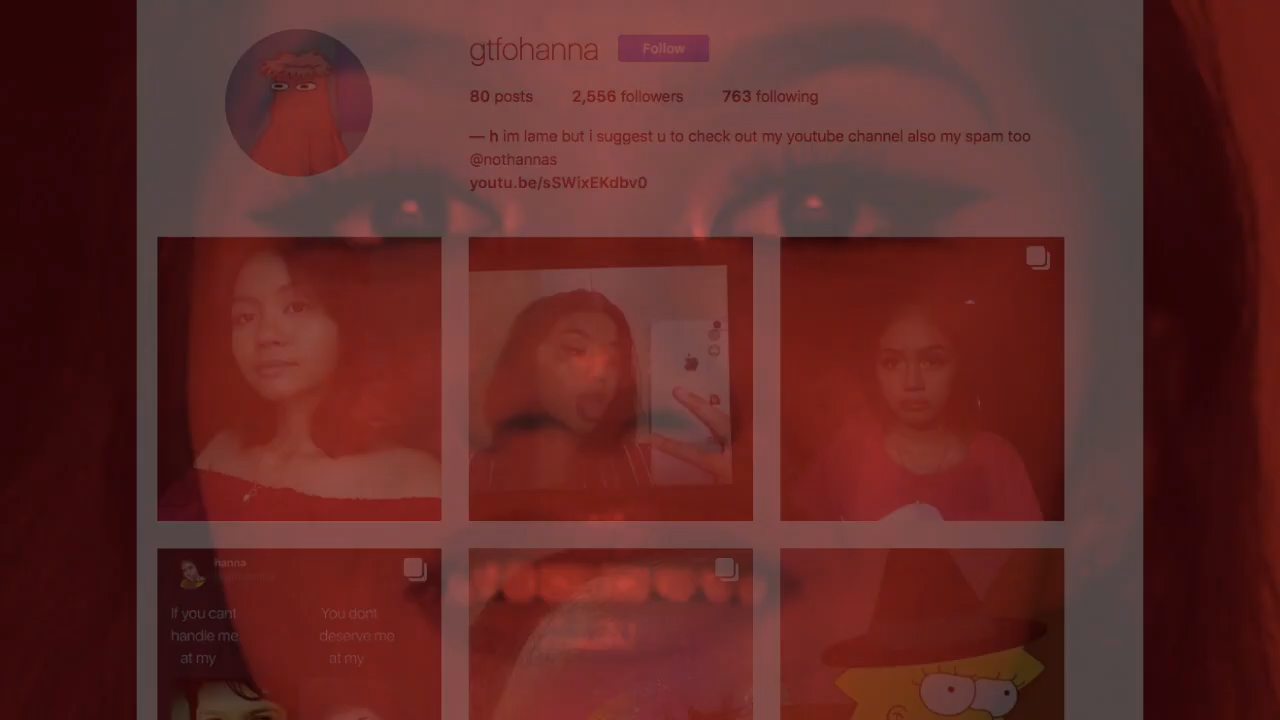 gtfohanna Follow
80 posts 2,556 followers 763 following
— h im lame but i suggest u to check out my youtube channel also my spam too
@nothannas
youtu.be/sSWixEKdbv0
hanna
If you cant You dont
handle me deserve me
at my at my